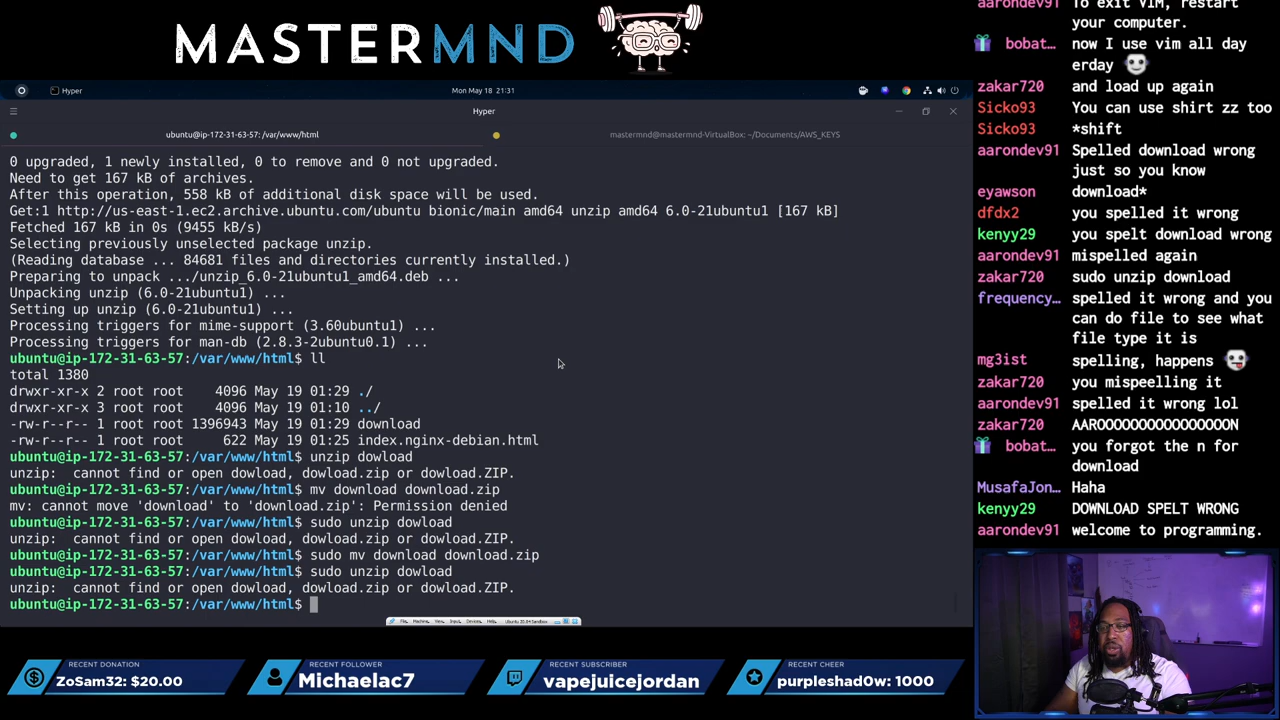 MASTERMND
Hyper
Mon May 18 21:31
Hyper
ubuntu@ip-172-31-63-57: /var/www/html
mastermnd@mastermnd-VirtualBox: ~/Documents/AWS_KEYS
0 upgraded, 1 newly installed, 0 to remove and 0 not upgraded.
Need to get 167 kB of archives.
After this operation, 558 kB of additional disk space will be used.
Get:1 http://us-east-1.ec2.archive.ubuntu.com/ubuntu bionic/main amd64 unzip amd64 6.0-21ubuntu1 [167 kB]
Fetched 167 kB in 0s (9455 kB/s)
Selecting previously unselected package unzip.
(Reading database ... 84681 files and directories currently installed.)
Preparing to unpack .../unzip_6.0-21ubuntu1_amd64.deb ...
Unpacking unzip (6.0-21ubuntu1) ...
Setting up unzip (6.0-21ubuntu1) ...
Processing triggers for mime-support (3.60ubuntu1) ...
Processing triggers for man-db (2.8.3-2ubuntu0.1) ...
ubuntu@ip-172-31-63-57:/var/www/html$ ll
total 1380
drwxr-xr-x 2 root root    4096 May 19 01:29 ./
drwxr-xr-x 3 root root    4096 May 19 01:10 ../
-rw-r--r-- 1 root root 1396943 May 19 01:29 download
-rw-r--r-- 1 root root     622 May 19 01:25 index.nginx-debian.html
ubuntu@ip-172-31-63-57:/var/www/html$ unzip dowload
unzip:  cannot find or open dowload, dowload.zip or dowload.ZIP.
ubuntu@ip-172-31-63-57:/var/www/html$ mv download download.zip
mv: cannot move 'download' to 'download.zip': Permission denied
ubuntu@ip-172-31-63-57:/var/www/html$ sudo unzip dowload
unzip:  cannot find or open dowload, dowload.zip or dowload.ZIP.
ubuntu@ip-172-31-63-57:/var/www/html$ sudo mv download download.zip
ubuntu@ip-172-31-63-57:/var/www/html$ sudo unzip dowload
unzip:  cannot find or open dowload, dowload.zip or dowload.ZIP.
ubuntu@ip-172-31-63-57:/var/www/html$
File Machine View Input Devices Help
aarondev91 To exit VIM, restart
your computer.
bobat… now I use vim all day
erday
zakar720 and load up again
Sicko93 You can use shirt zz too
Sicko93 *shift
aarondev91 Spelled download wrong
just so you know
eyawson download*
dfdx2 you spelled it wrong
kenyy29 you spelt download wrong
aarondev91 mispelled again
zakar720 sudo unzip download
frequency… spelled it wrong and you
can do file to see what
file type it is
mg3ist spelling, happens
zakar720 you mispeelling it
aarondev91 spelled it wrong lol
zakar720 AAROOOOOOOOOOOOOOON
bobat… you forgot the n for
download
MusafaJon… Haha
kenyy29 DOWNLOAD SPELT WRONG
aarondev91 welcome to programming.
RECENT DONATION
ZoSam32: $20.00
RECENT FOLLOWER
Michaelac7
RECENT SUBSCRIBER
vapejuicejordan
RECENT CHEER
purpleshad0w: 1000